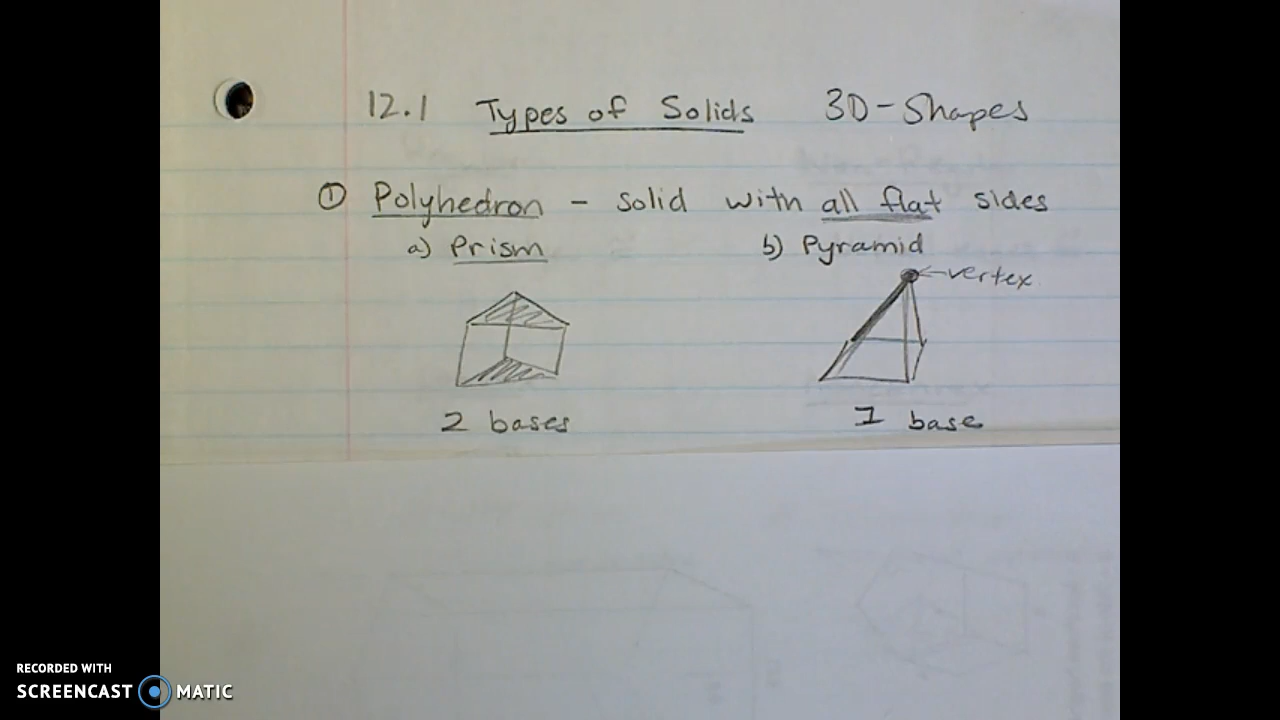 12.1 Types of Solids 3D-Shapes
① Polyhedron - solid with all flat sides
a) Prism b) Pyramid
vertex
2 bases 1 base
RECORDED WITH
SCREENCAST MATIC